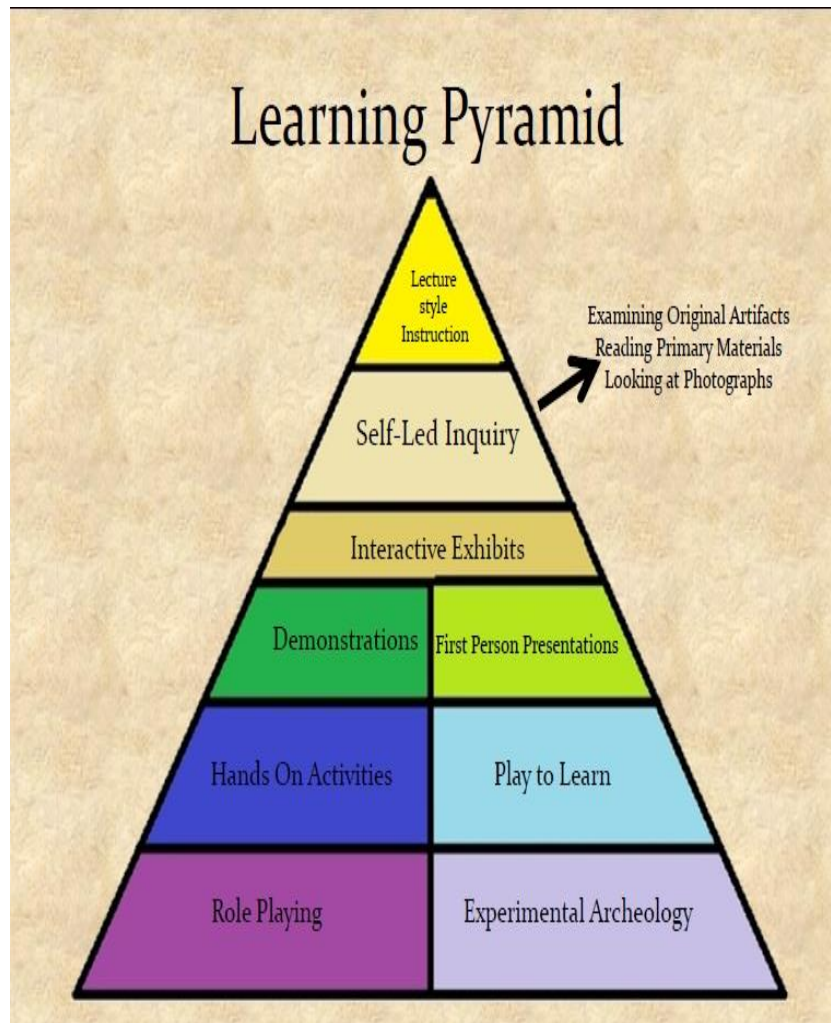 Learning Pyramid
Lecture
style
Instruction
Examining Original Artifacts
Reading Primary Materials
Looking at Photographs
Self-Led Inquiry
Interactive Exhibits
Demonstrations
First Person Presentations
Hands On Activities
Play to Learn
Role Playing
Experimental Archeology